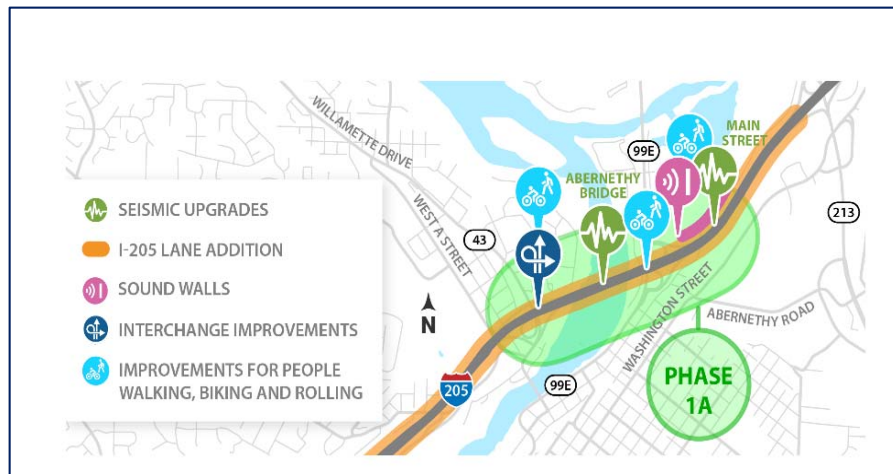 WILLAMETTE DRIVE
WEST A STREET
43
ABERNETHY
BRIDGE
99E
MAIN
STREET
213
SEISMIC UPGRADES
I-205 LANE ADDITION
SOUND WALLS
INTERCHANGE IMPROVEMENTS
IMPROVEMENTS FOR PEOPLE
WALKING, BIKING AND ROLLING
N
205
99E
WASHINGTON STREET
ABERNETHY ROAD
PHASE
1A